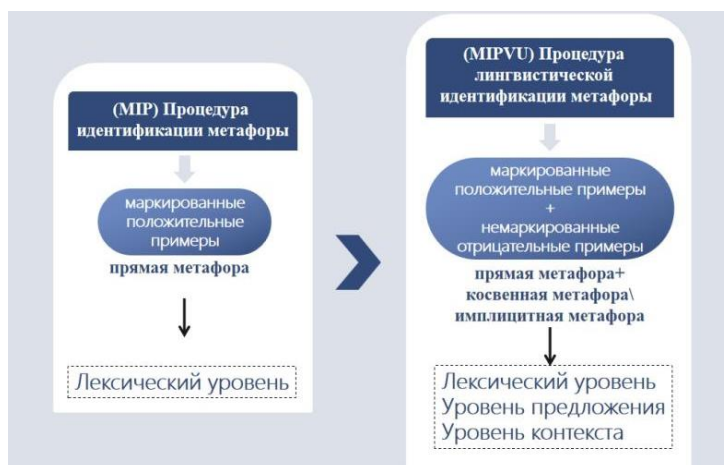 (MIP) Процедура
идентификации метафоры
маркированные
положительные
примеры
прямая метафора
Лексический уровень
(MIPVU) Процедура
лингвистической
идентификации метафоры
маркированные
положительные примеры
+
немаркированные
отрицательные примеры
прямая метафора+
косвенная метафора\
имплицитная метафора
Лексический уровень
Уровень предложения
Уровень контекста